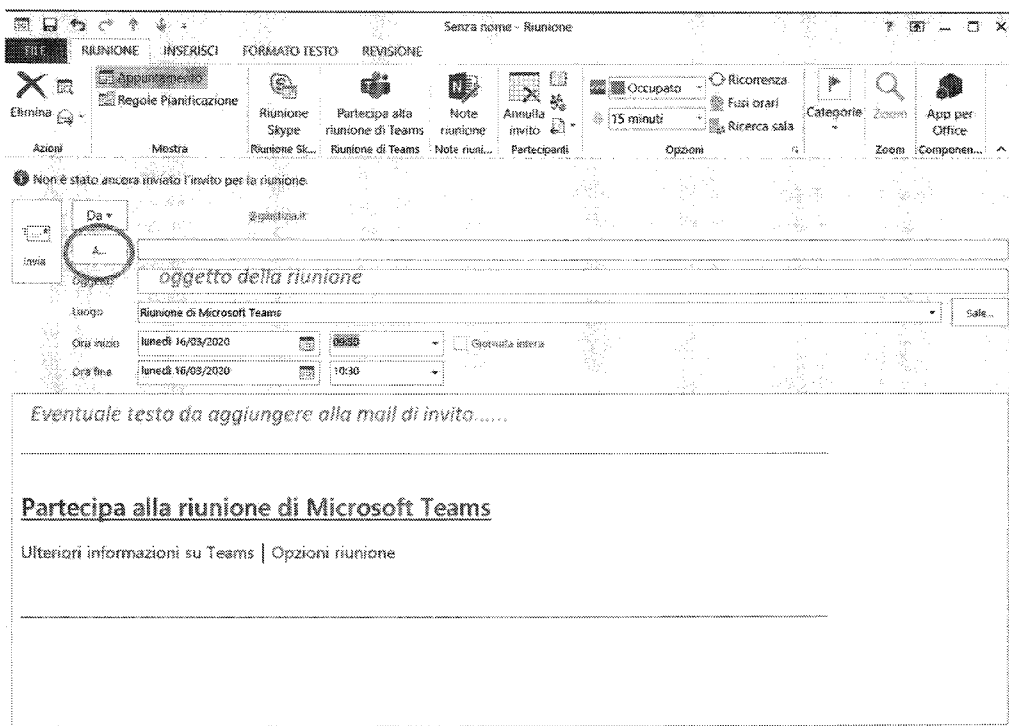 Senza nome - Riunione
FILE RIUNIONE INSERISCI FORMATO TESTO REVISIONE
Elimina
Appuntamento
Regole Pianificazione
Riunione Skype
Partecipa alla riunione di Teams
Note riunione
Annulla invito
Occupato
15 minuti
Ricorrenza
Fusi orari
Ricerca sala
Categorie
Zoom
App per Office
Azioni Mostra Riunione Sk... Riunione di Teams Note riuni... Partecipanti Opzioni Zoom Componen...
Non è stato ancora inviato l'invito per la riunione.
Invia
Da @giustizia.it
A...
Oggetto oggetto della riunione
Luogo Riunione di Microsoft Teams Sale...
Ora inizio lunedì 16/03/2020 09:30 Giornata intera
Ora fine lunedì 16/03/2020 10:30
Eventuale testo da aggiungere alla mail di invito......
Partecipa alla riunione di Microsoft Teams
Ulteriori informazioni su Teams | Opzioni riunione